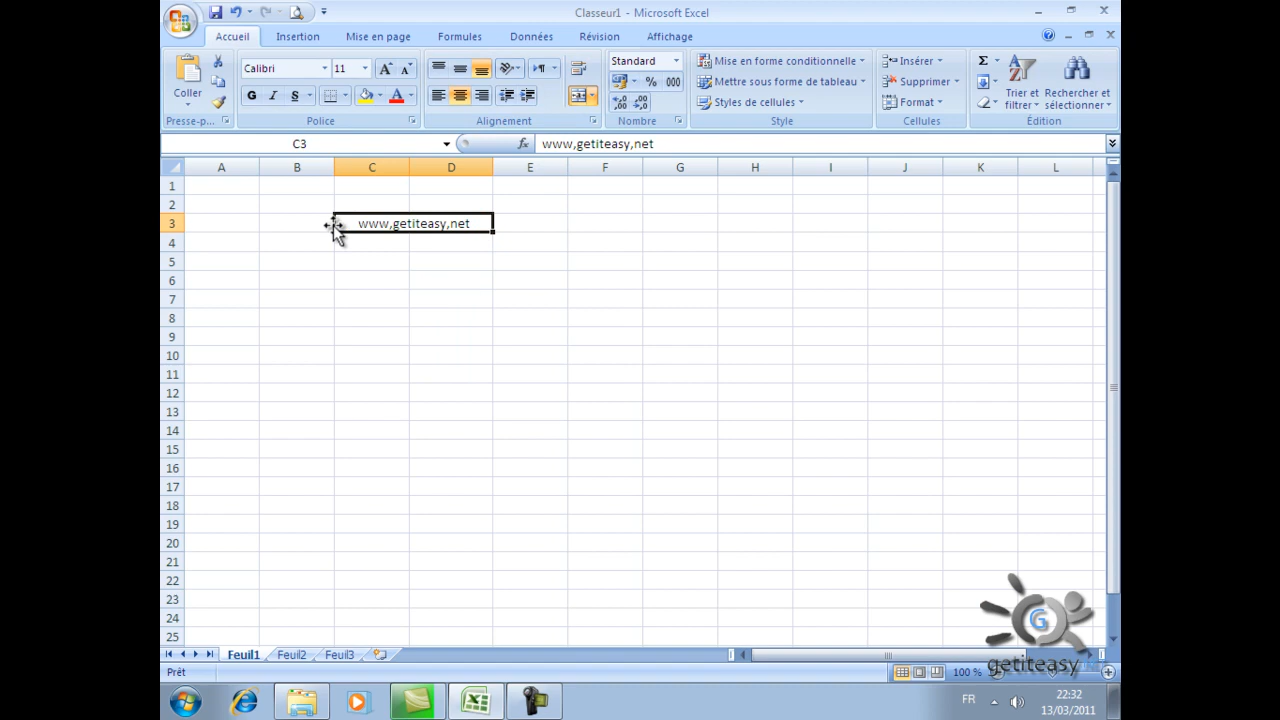 Classeur1 - Microsoft Excel
Accueil Insertion Mise en page Formules Données Révision Affichage
Coller
Presse-p...
Calibri 11
G I S
Police
Alignement
Standard
% 000
Nombre
Mise en forme conditionnelle
Mettre sous forme de tableau
Styles de cellules
Style
Insérer
Supprimer
Format
Cellules
Σ
Trier et filtrer
Rechercher et sélectionner
Édition
C3 fx www,getiteasy,net
A B C D E F G H I J K L
1
2
3 www,getiteasy,net
4
5
6
7
8
9
10
11
12
13
14
15
16
17
18
19
20
21
22
23
24
25
G
getiteasy
Feuil1 Feuil2 Feuil3
Prêt 100 %
FR 22:32
13/03/2011